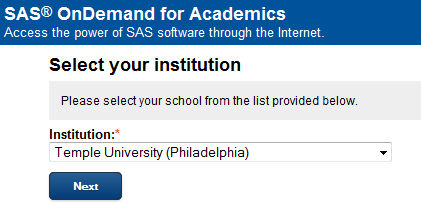 SAS® OnDemand for Academics
Access the power of SAS software through the Internet.
Select your institution
Please select your school from the list provided below.
Institution:*
Temple University (Philadelphia)
Next